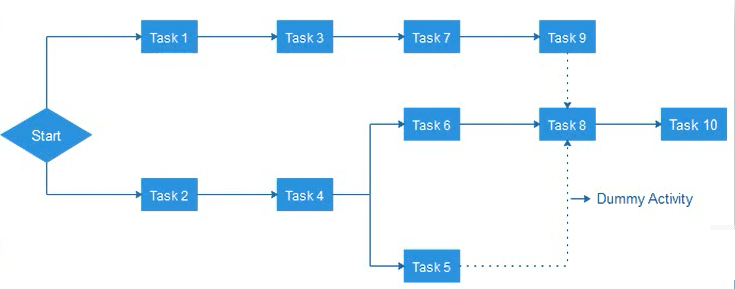 Task 1
Task 3
Task 7
Task 9
Start
Task 6
Task 8
Task 10
Task 2
Task 4
Dummy Activity
Task 5